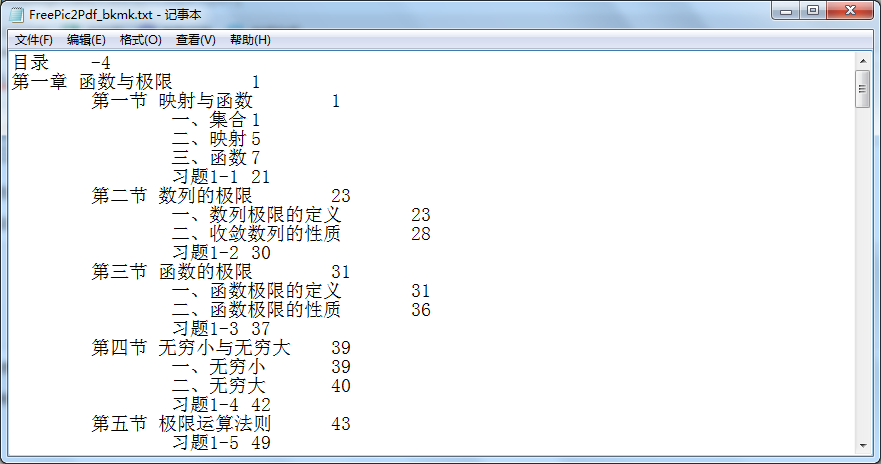 FreePic2Pdf_bkmk.txt - 记事本
文件(F) 编辑(E) 格式(O) 查看(V) 帮助(H)
目录 -4
第一章 函数与极限 1
第一节 映射与函数 1
一、集合 1
二、映射 5
三、函数 7
习题1-1 21
第二节 数列的极限 23
一、数列极限的定义 23
二、收敛数列的性质 28
习题1-2 30
第三节 函数的极限 31
一、函数极限的定义 31
二、函数极限的性质 36
习题1-3 37
第四节 无穷小与无穷大 39
一、无穷小 39
二、无穷大 40
习题1-4 42
第五节 极限运算法则 43
习题1-5 49